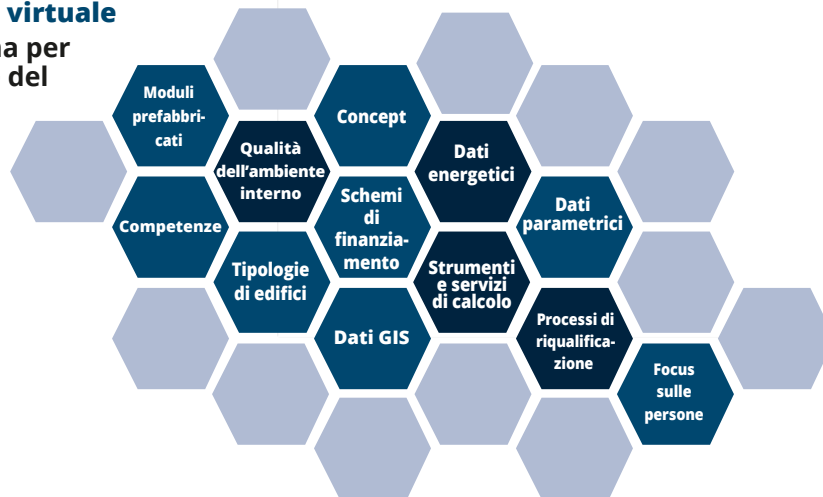 virtuale
a per
del
Moduli
prefabbri-
cati
Qualità
dell'ambiente
interno
Concept
Dati
energetici
Competenze
Schemi
di
finanzia-
mento
Dati
parametrici
Tipologie
di edifici
Strumenti
e servizi
di calcolo
Dati GIS
Processi di
riqualifica-
zione
Focus
sulle
persone